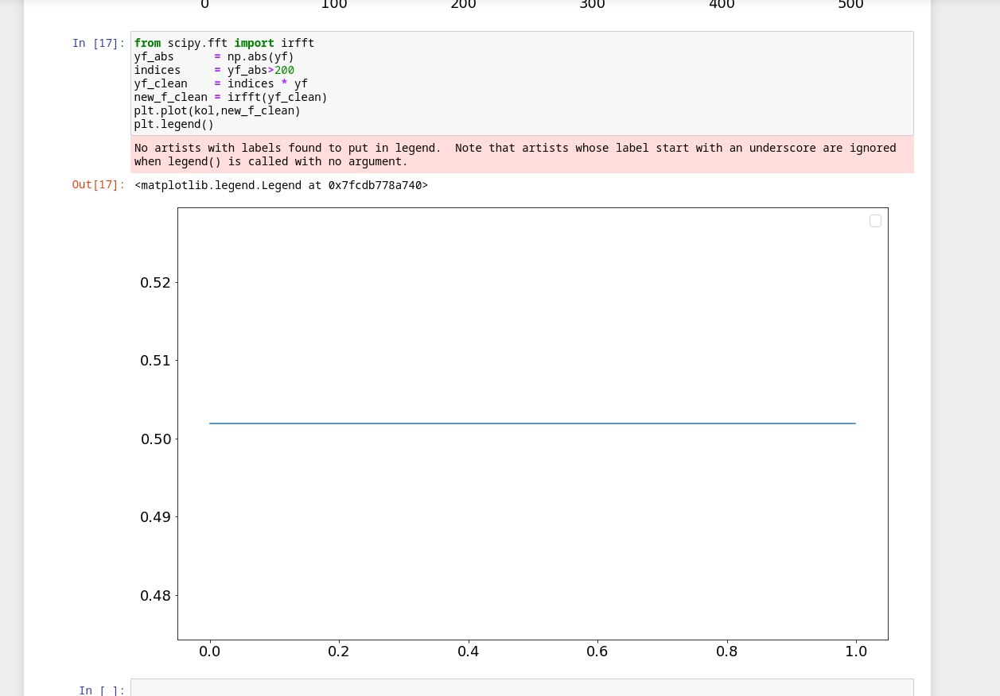 0 100 200 300 400 500
In [17]: from scipy.fft import irfft
yf_abs      = np.abs(yf)
indices     = yf_abs>200
yf_clean    = indices * yf
new_f_clean = irfft(yf_clean)
plt.plot(kol,new_f_clean)
plt.legend()
No artists with labels found to put in legend.  Note that artists whose label start with an underscore are ignored
when legend() is called with no argument.
Out[17]: <matplotlib.legend.Legend at 0x7fcdb778a740>
0.52
0.51
0.50
0.49
0.48
0.0 0.2 0.4 0.6 0.8 1.0
In [ ]: